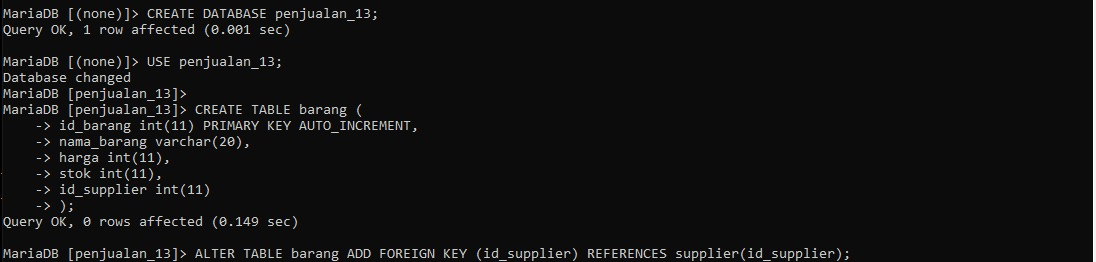 MariaDB [(none)]> CREATE DATABASE penjualan_13;
Query OK, 1 row affected (0.001 sec)
MariaDB [(none)]> USE penjualan_13;
Database changed
MariaDB [penjualan_13]>
MariaDB [penjualan_13]> CREATE TABLE barang (
    -> id_barang int(11) PRIMARY KEY AUTO_INCREMENT,
    -> nama_barang varchar(20),
    -> harga int(11),
    -> stok int(11),
    -> id_supplier int(11)
    -> );
Query OK, 0 rows affected (0.149 sec)
MariaDB [penjualan_13]> ALTER TABLE barang ADD FOREIGN KEY (id_supplier) REFERENCES supplier(id_supplier);